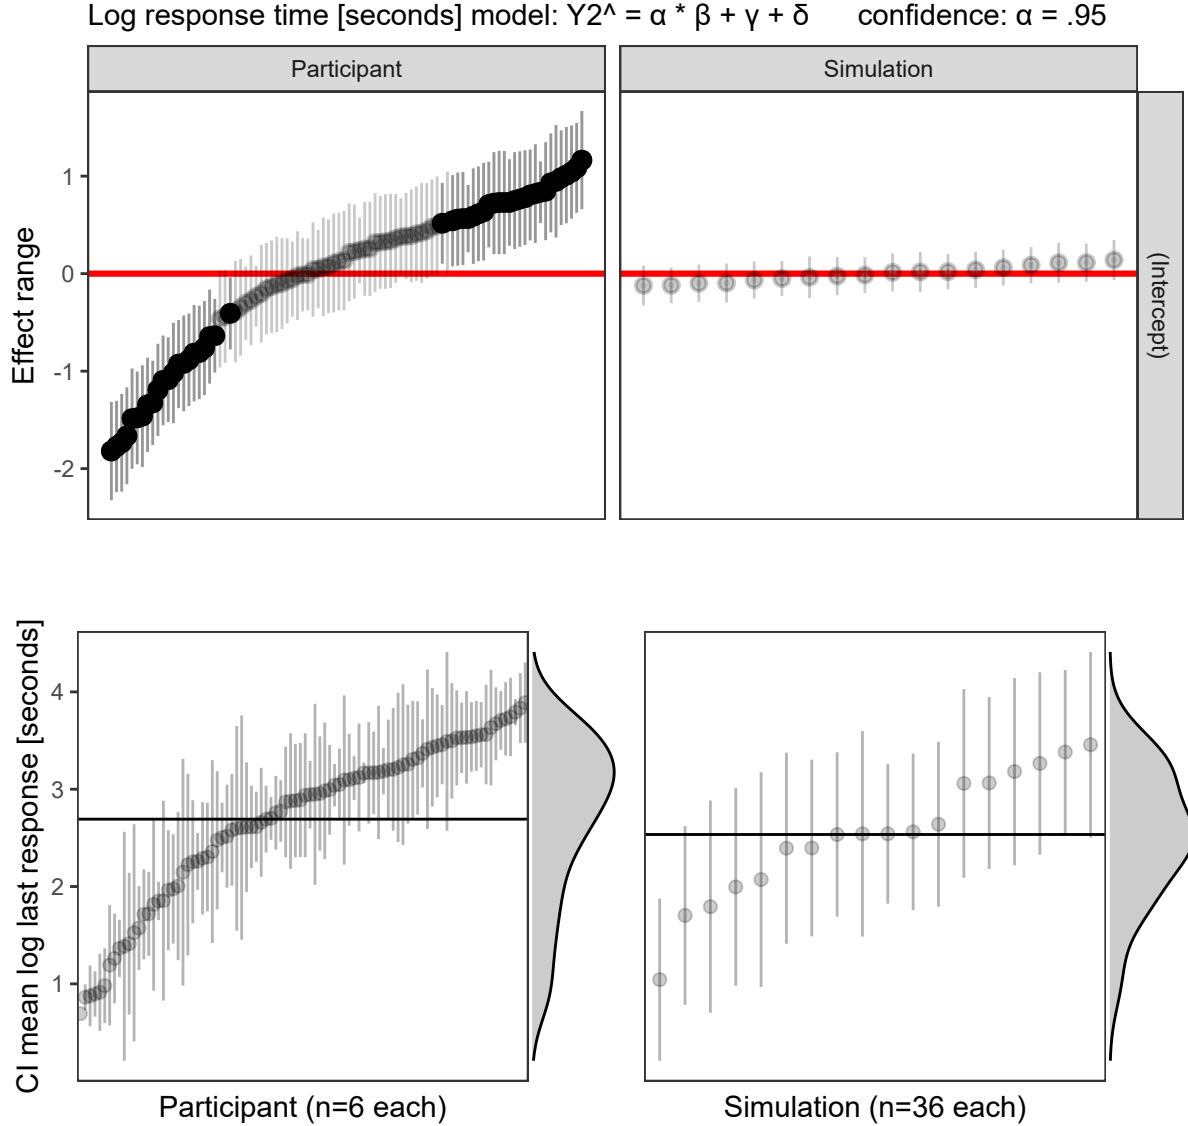 Log response time [seconds] model: Y2^ = α * β + γ + δ confidence: α = .95
Participant
Simulation
Effect range
1
0
-1
-2
(Intercept)
CI mean log last response [seconds]
4
3
2
1
Participant (n=6 each)
Simulation (n=36 each)